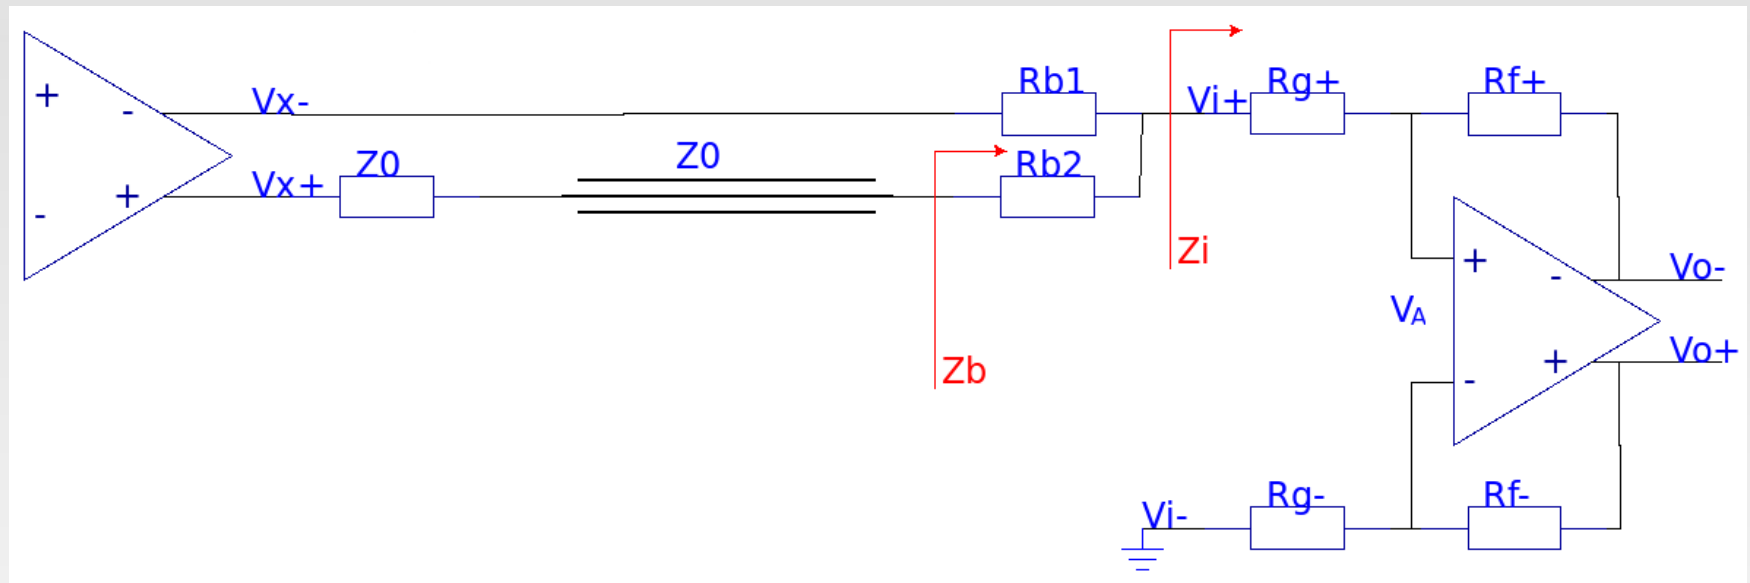 Rb1
Vi+
Rg+
Rf+
+
-
Vx-
Z0
Z0
Rb2
Vx+
+
-
Zi
+
-
Vo-
VA
Zb
+
-
Vo+
Vi-
Rg-
Rf-